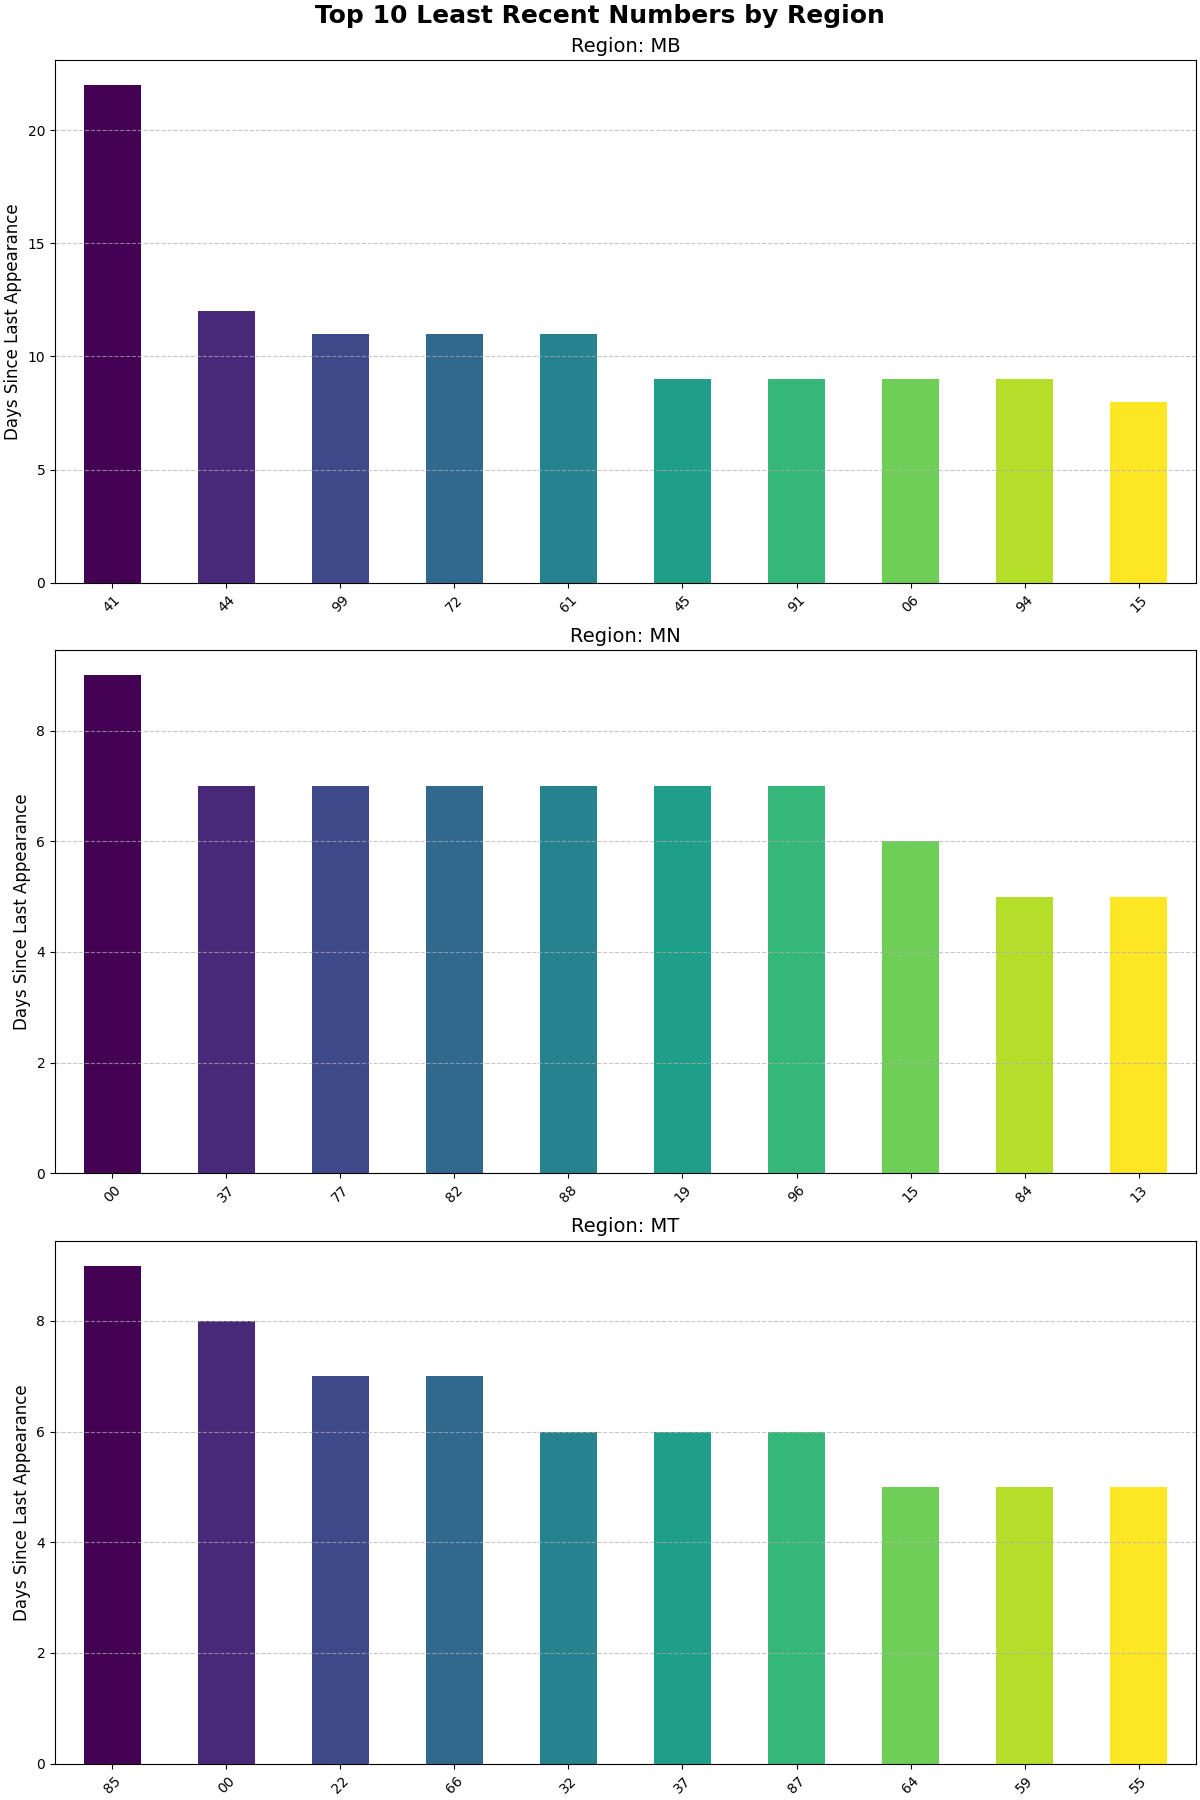 Top 10 Least Recent Numbers by Region
Region: MB
Days Since Last Appearance
20
15
10
5
0
41 44 99 72 61 45 91 06 94 15
Region: MN
Days Since Last Appearance
8
6
4
2
0
00 37 77 82 88 19 96 15 84 13
Region: MT
Days Since Last Appearance
8
6
4
2
0
85 00 22 66 32 37 87 64 59 55